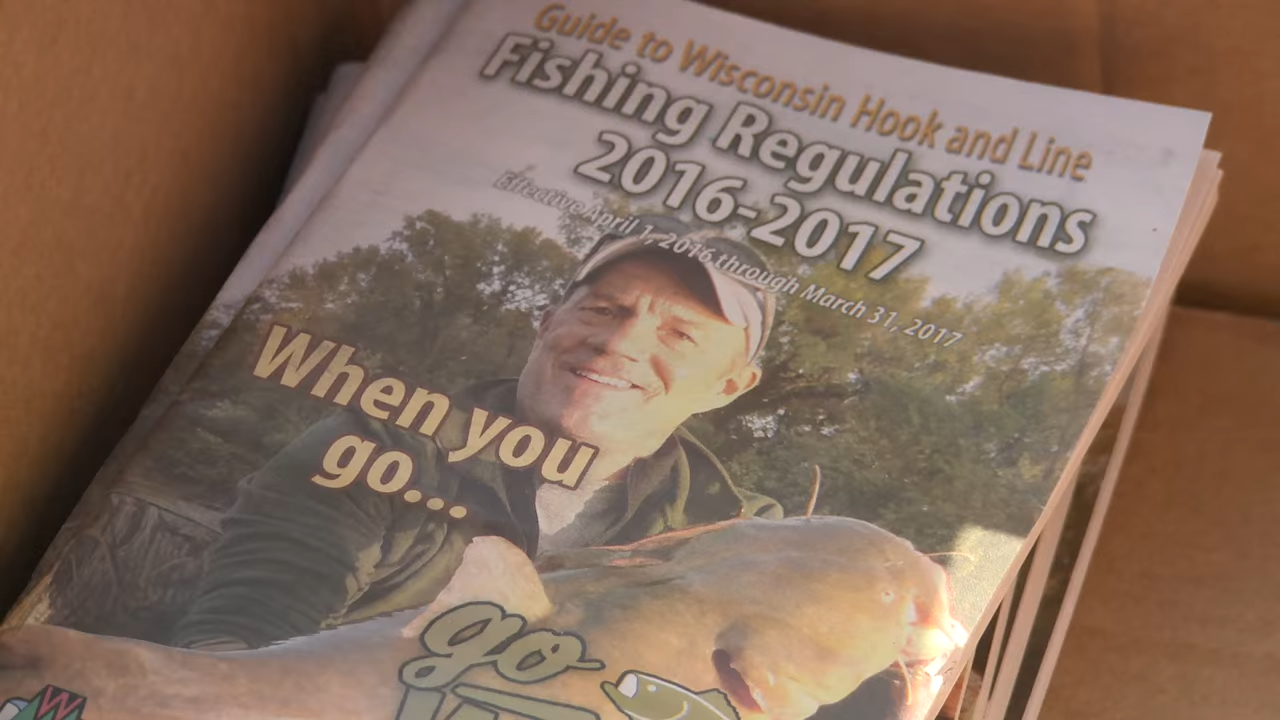 Guide to Wisconsin Hook and Line
Fishing Regulations
2016-2017
Effective April 1, 2016 through March 31, 2017
When you
go...
go